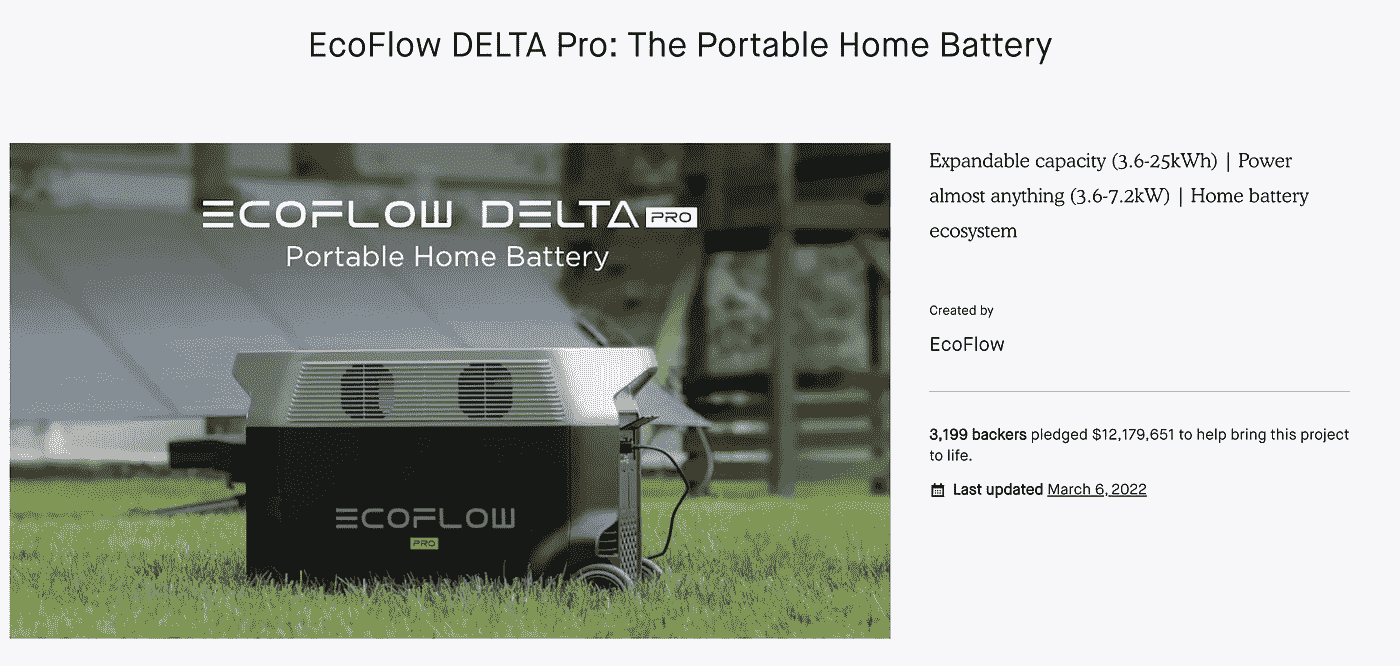 EcoFlow DELTA Pro: The Portable Home Battery
ECOFLOW DELTA PRO
Portable Home Battery
ECOFLOW
PRO
Expandable capacity (3.6-25kWh) | Power
almost anything (3.6-7.2kW) | Home battery
ecosystem
Created by
EcoFlow
3,199 backers pledged $12,179,651 to help bring this project
to life.
Last updated March 6, 2022